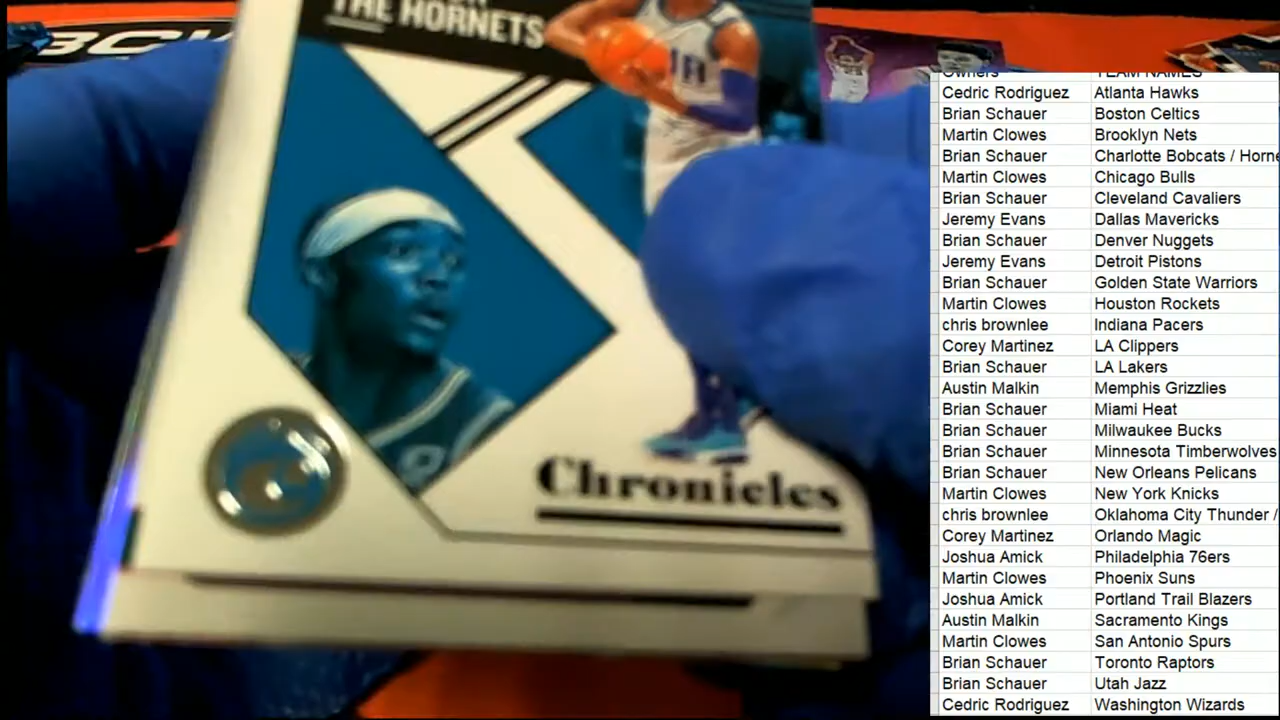 THE HORNETS
Chronicles
Owners TEAM NAMES
Cedric Rodriguez Atlanta Hawks
Brian Schauer Boston Celtics
Martin Clowes Brooklyn Nets
Brian Schauer Charlotte Bobcats / Horne
Martin Clowes Chicago Bulls
Brian Schauer Cleveland Cavaliers
Jeremy Evans Dallas Mavericks
Brian Schauer Denver Nuggets
Jeremy Evans Detroit Pistons
Brian Schauer Golden State Warriors
Martin Clowes Houston Rockets
chris brownlee Indiana Pacers
Corey Martinez LA Clippers
Brian Schauer LA Lakers
Austin Malkin Memphis Grizzlies
Brian Schauer Miami Heat
Brian Schauer Milwaukee Bucks
Brian Schauer Minnesota Timberwolves
Brian Schauer New Orleans Pelicans
Martin Clowes New York Knicks
chris brownlee Oklahoma City Thunder /
Corey Martinez Orlando Magic
Joshua Amick Philadelphia 76ers
Martin Clowes Phoenix Suns
Joshua Amick Portland Trail Blazers
Austin Malkin Sacramento Kings
Martin Clowes San Antonio Spurs
Brian Schauer Toronto Raptors
Brian Schauer Utah Jazz
Cedric Rodriguez Washington Wizards